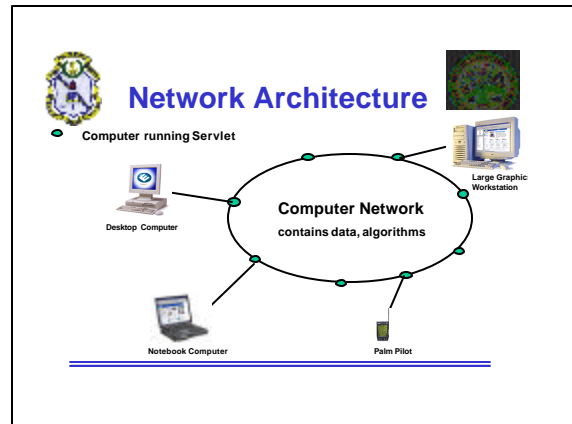 Network Architecture
Computer running Servlet
Large Graphic
Workstation
Computer Network
contains data, algorithms
Desktop Computer
Notebook Computer
Palm Pilot